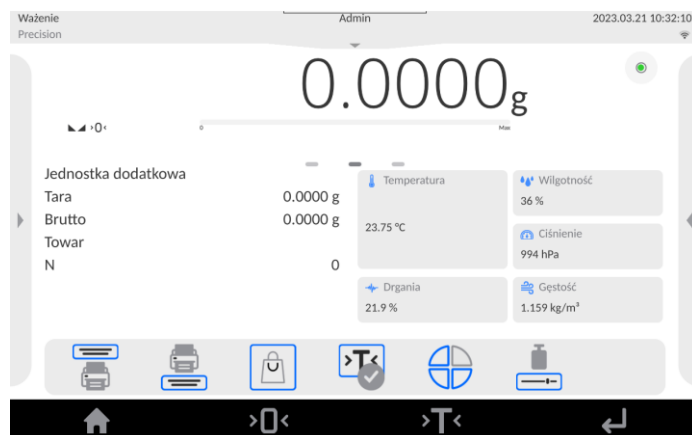 Ważenie
Admin
2023.03.21 10:32:10
Precision
0.0000g
>0<
0
Max
Jednostka dodatkowa
Tara 0.0000 g
Brutto 0.0000 g
Towar
N 0
Temperatura
23.75 °C
Wilgotność
36 %
Ciśnienie
994 hPa
Drgania
21.9 %
Gęstość
1.159 kg/m³
>T<
>0<
>T<